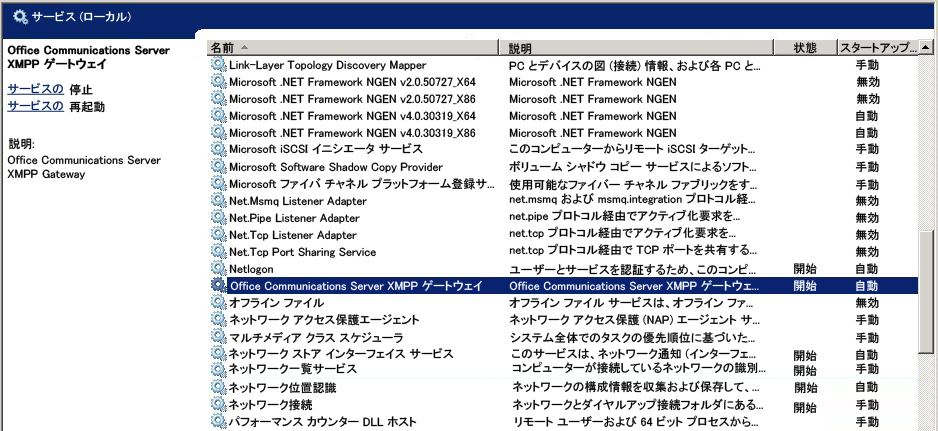 サービス (ローカル)
Office Communications Server
XMPP ゲートウェイ
サービスの 停止
サービスの 再起動
説明:
Office Communications Server
XMPP Gateway
名前 説明 状態 スタートアップ...
Link-Layer Topology Discovery Mapper PC とデバイスの図 (接続) 情報、および各 PC と... 手動
Microsoft .NET Framework NGEN v2.0.50727_X64 Microsoft .NET Framework NGEN 無効
Microsoft .NET Framework NGEN v2.0.50727_X86 Microsoft .NET Framework NGEN 無効
Microsoft .NET Framework NGEN v4.0.30319_X64 Microsoft .NET Framework NGEN 自動
Microsoft .NET Framework NGEN v4.0.30319_X86 Microsoft .NET Framework NGEN 自動
Microsoft iSCSI イニシエータ サービス このコンピューターからリモート iSCSI ターゲット... 手動
Microsoft Software Shadow Copy Provider ボリューム シャドウ コピー サービスによるソフト... 手動
Microsoft ファイバ チャネル プラットフォーム登録サ... 使用可能なファイバー チャネル ファブリックをす... 手動
Net.Msmq Listener Adapter net.msmq および msmq.integration プロトコル経... 無効
Net.Pipe Listener Adapter net.pipe プロトコル経由でアクティブ化要求を... 無効
Net.Tcp Listener Adapter net.tcp プロトコル経由でアクティブ化要求を... 無効
Net.Tcp Port Sharing Service net.tcp プロトコル経由で TCP ポートを共有する... 無効
Netlogon ユーザーとサービスを認証するため、このコンピ... 開始 自動
Office Communications Server XMPP ゲートウェイ Office Communications Server XMPP ゲートウェ... 開始 自動
オフライン ファイル オフライン ファイル サービスは、オフライン ファ... 無効
ネットワーク アクセス保護エージェント ネットワーク アクセス保護 (NAP) エージェント サ... 手動
マルチメディア クラス スケジューラ システム全体でのタスクの優先順位に基づいた... 手動
ネットワーク ストア インターフェイス サービス このサービスは、ネットワーク通知 (インターフェ... 開始 自動
ネットワーク一覧サービス コンピューターが接続しているネットワークの識別... 開始 手動
ネットワーク位置認識 ネットワークの構成情報を収集および保存して、... 開始 自動
ネットワーク接続 ネットワークとダイヤルアップ接続フォルダにある... 開始 手動
パフォーマンス カウンター DLL ホスト リモート ユーザーおよび 64 ビット プロセスから... 手動